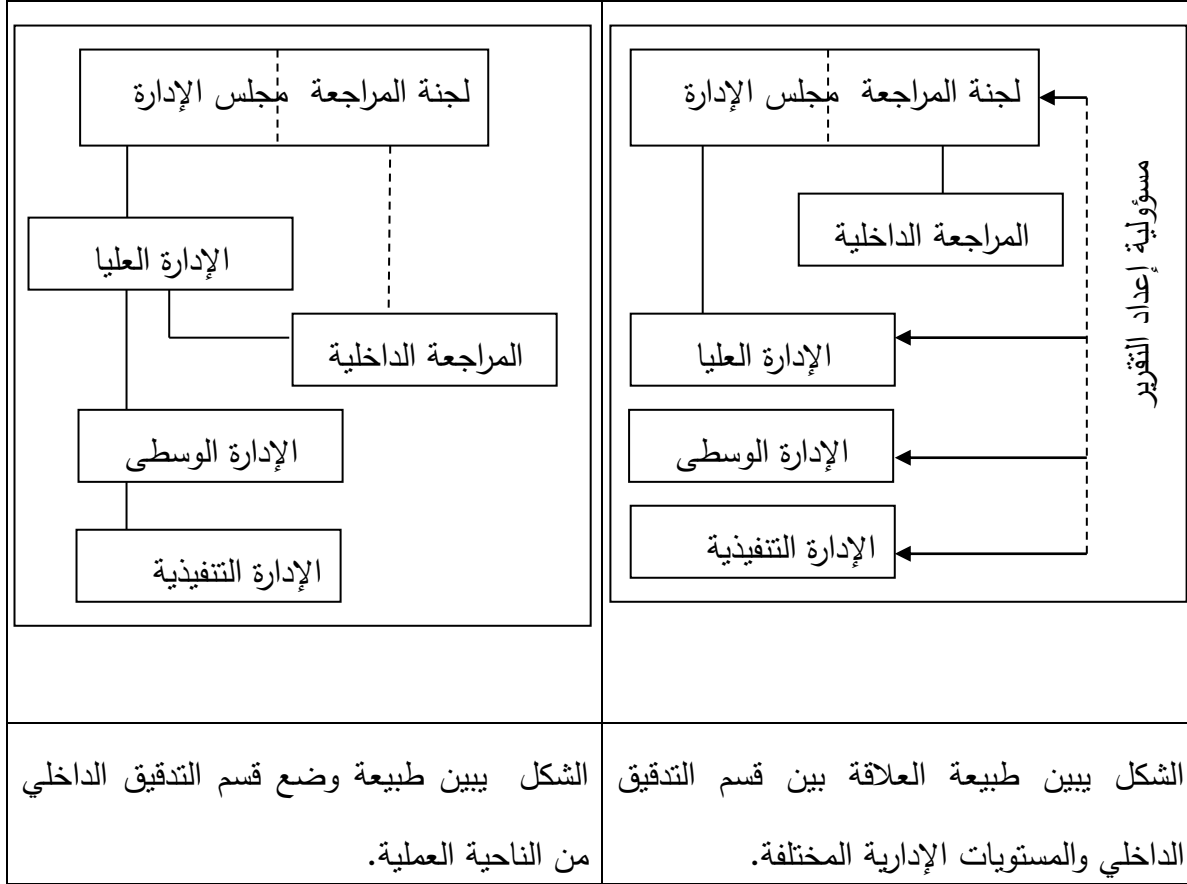 لجنة المراجعة مجلس الإدارة
المراجعة الداخلية
الإدارة العليا
الإدارة الوسطى
الإدارة التنفيذية
مسؤولية إعداد التقرير
الشكل يبين طبيعة العلاقة بين قسم التدقيق
الداخلي والمستويات الإدارية المختلفة.
لجنة المراجعة مجلس الإدارة
الإدارة العليا
المراجعة الداخلية
الإدارة الوسطى
الإدارة التنفيذية
الشكل يبين طبيعة وضع قسم التدقيق الداخلي
من الناحية العملية.